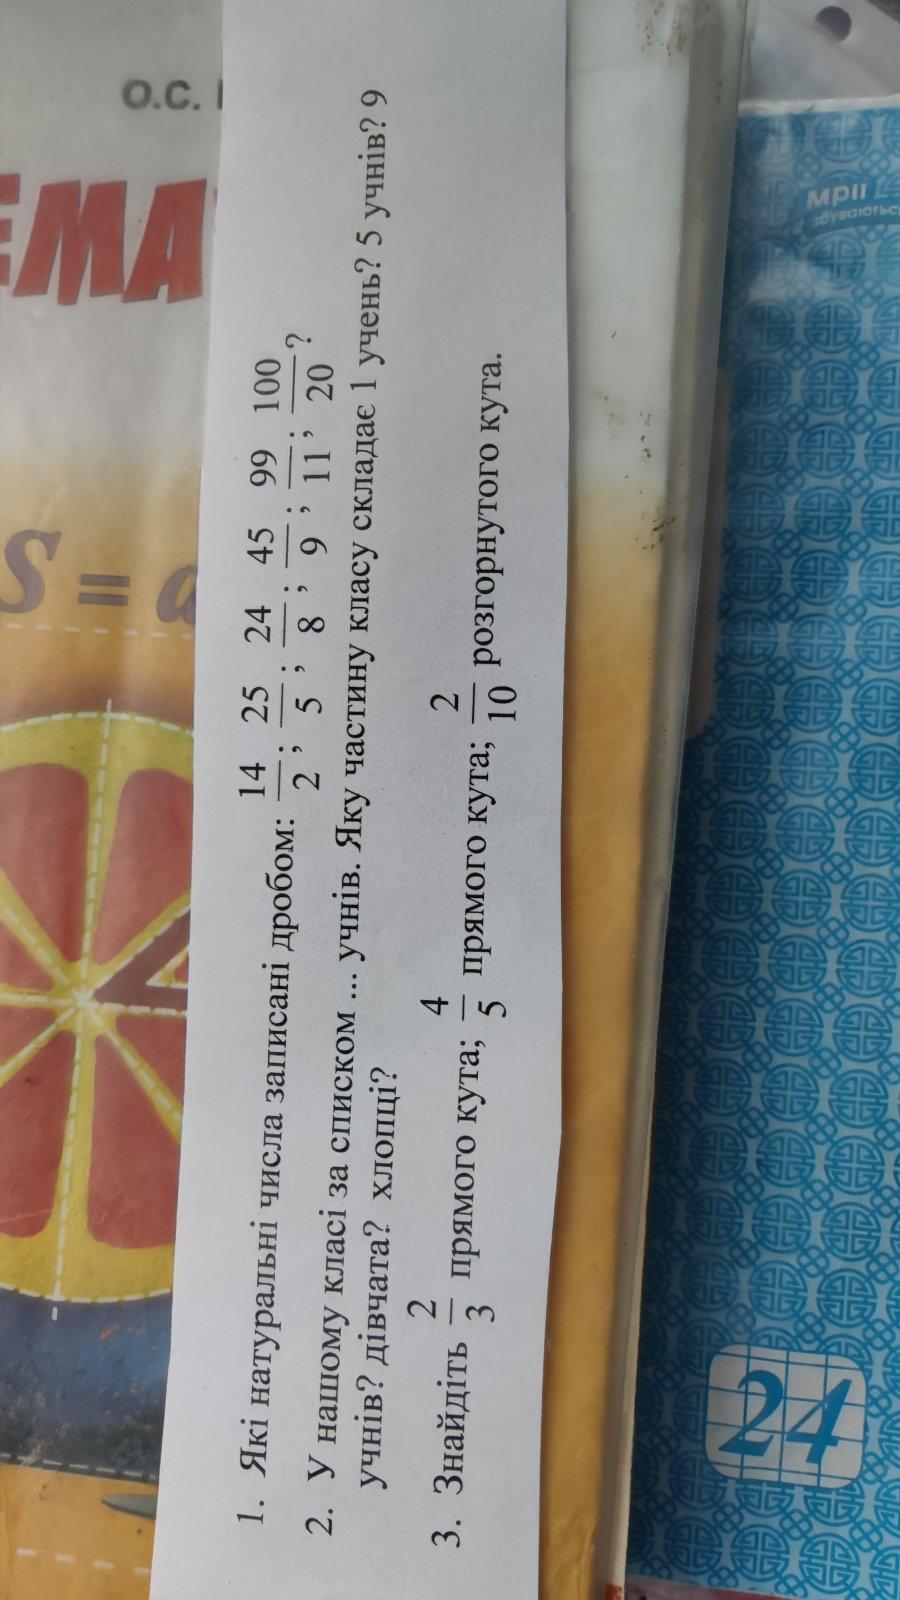 О.С.
ЕМА
S = a
1. Які натуральні числа записані дробом: 14/2; 25/5; 24/8; 45/9; 99/11; 100/20?
2. У нашому класі за списком ... учнів. Яку частину класу складає 1 учень? 5 учнів? 9
учнів? дівчата? хлопці?
3. Знайдіть 2/3 прямого кута; 4/5 прямого кута; 2/10 розгорнутого кута.
мрії
збуваються
24